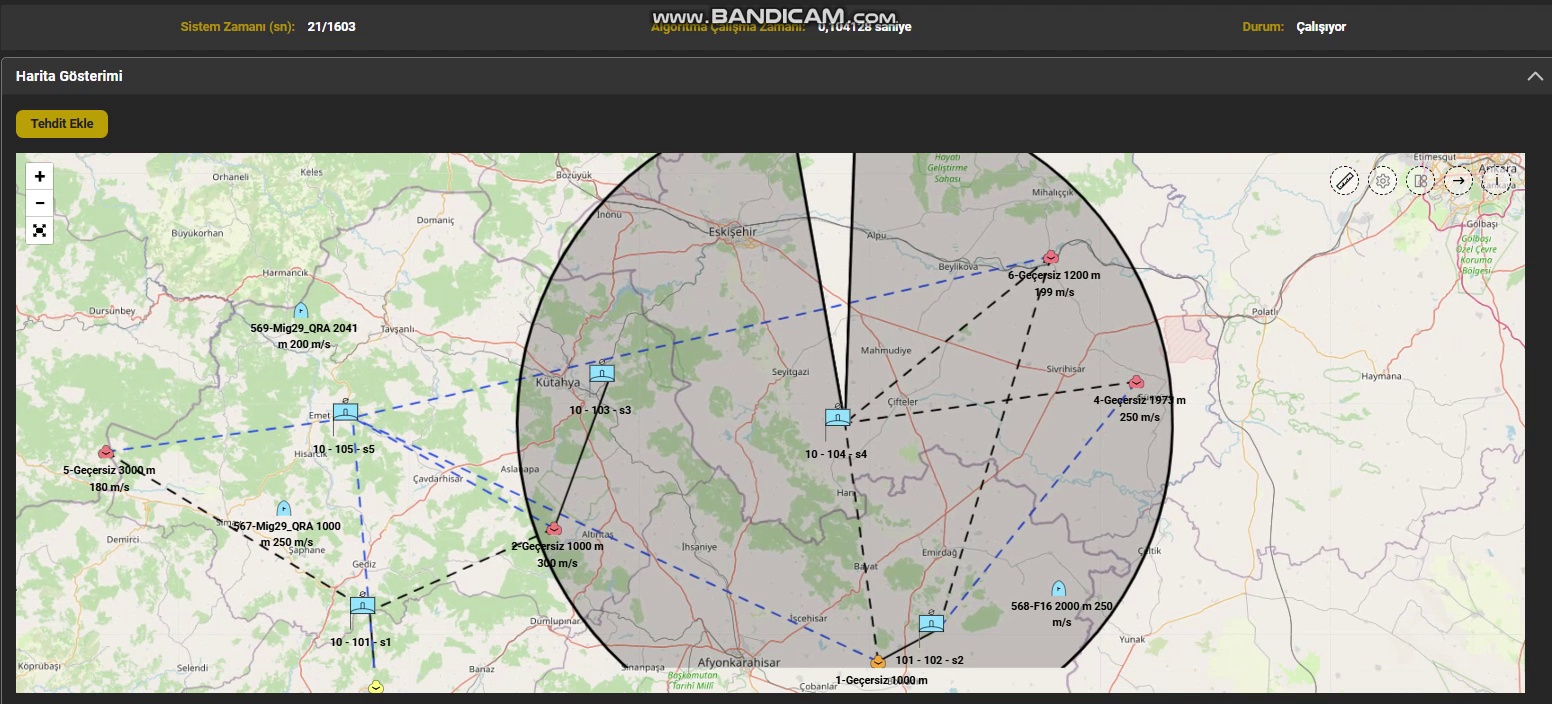 www.BANDICAM.com
Sistem Zamanı (sn): 21/1603
Algoritma Çalışma Zamanı: 0,104128 saniye
Durum: Çalışıyor
Harita Gösterimi
Tehdit Ekle
+
−
Orhaneli
Keles
Bozüyük
Hayatı
Geliştirme
Sahası
Etimesgut
Ankara
Mihalıççık
İnönü
Domaniç
Büyükorhan
Eskişehir
Alpu
Gölbaşı
Gölbaşı
Özel Çevre
Koruma
Bölgesi
Beylikova
6-Geçersiz 1200 m
199 m/s
Harmancık
Dursunbey
Tavşanlı
569-Mig29_QRA 2041
m 200 m/s
Polatlı
Mahmudiye
Seyitgazi
Sivrihisar
Haymana
Kütahya
10 - 103 - s3
Çifteler
4-Geçersiz 1973 m
250 m/s
Emet
10 - 105 - s5
Hisarcık
10 - 104 - s4
5-Geçersiz 3000 m
180 m/s
Aslanapa
Çavdarhisar
Han
567-Mig29_QRA 1000
m 250 m/s
Simav
Demirci
Şaphane
Gediz
2-Geçersiz 1000 m
300 m/s
Altıntaş
İhsaniye
Emirdağ
Çeltik
Bayat
568-F16 2000 m 250
m/s
Dumlupınar
İscehisar
10 - 101 - s1
Yunak
Köprübaşı
Selendi
Banaz
Sinanpaşa
Afyonkarahisar
101 - 102 - s2
Başkomutan
Tarihî Millî
Çobanlar
1-Geçersiz 1000 m